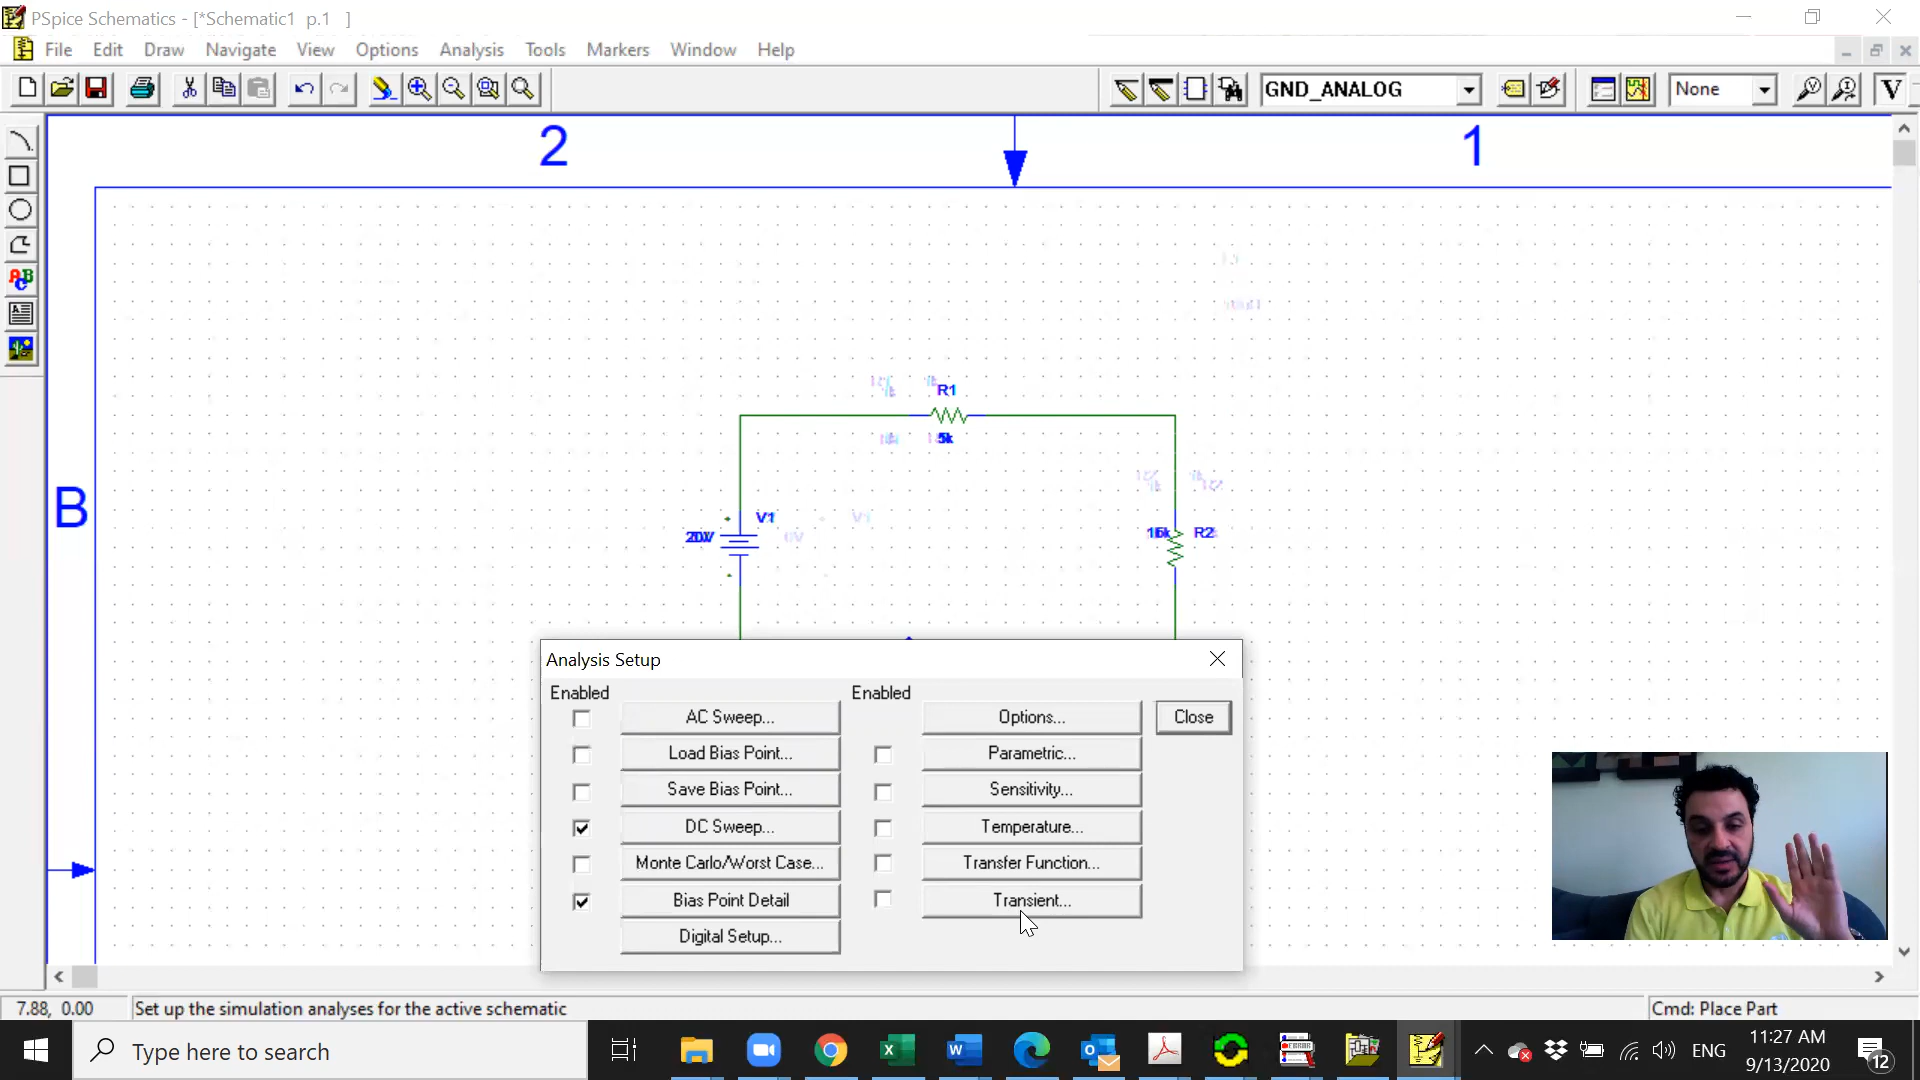 PSpice Schematics - [*Schematic1 p.1 ]
File Edit Draw Navigate View Options Analysis Tools Markers Window Help
GND_ANALOG
None
V
2
1
B
R1
5k
V1
20V
R2
Analysis Setup
Enabled
Enabled
AC Sweep...
Options...
Close
Load Bias Point...
Parametric...
Save Bias Point...
Sensitivity...
DC Sweep...
Temperature...
Monte Carlo/Worst Case...
Transfer Function...
Bias Point Detail
Transient...
Digital Setup...
7.88, 0.00
Set up the simulation analyses for the active schematic
Cmd: Place Part
Type here to search
ENG
11:27 AM
9/13/2020
12